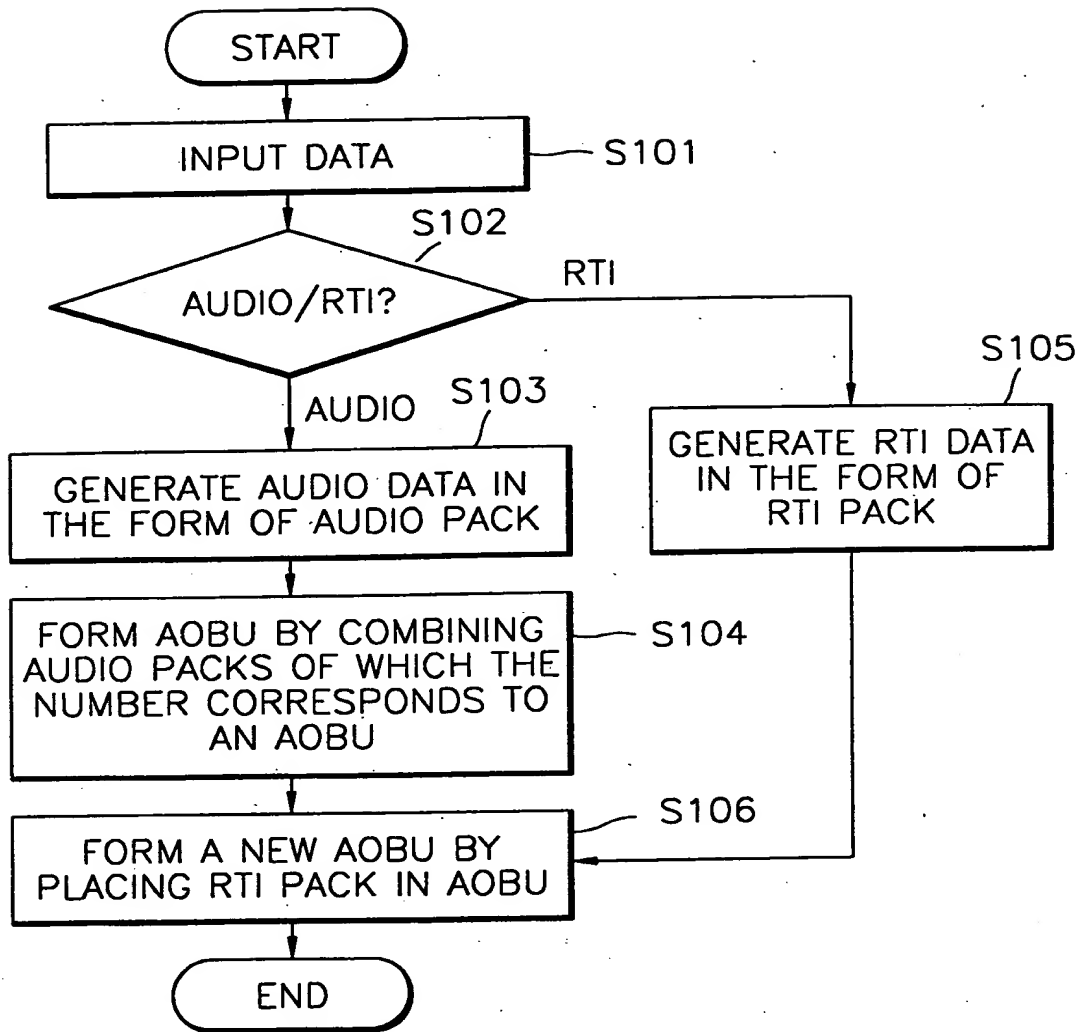 START
INPUT DATA
S101
S102
AUDIO/RTI?
RTI
AUDIO
S103
GENERATE AUDIO DATA IN
THE FORM OF AUDIO PACK
S105
GENERATE RTI DATA
IN THE FORM OF
RTI PACK
FORM AOBU BY COMBINING
AUDIO PACKS OF WHICH THE
NUMBER CORRESPONDS TO
AN AOBU
S104
S106
FORM A NEW AOBU BY
PLACING RTI PACK IN AOBU
END